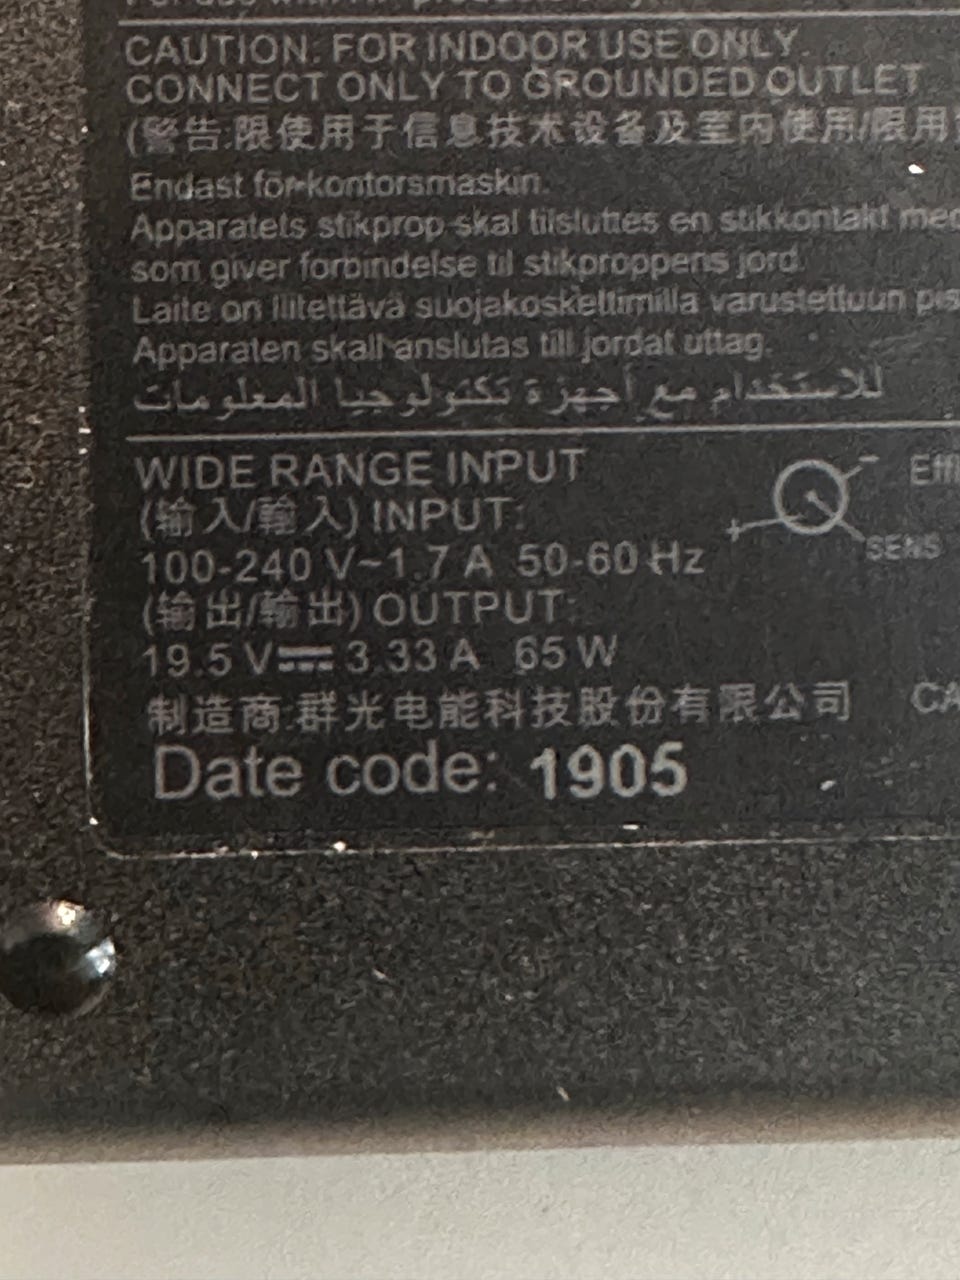 CAUTION: FOR INDOOR USE ONLY.
CONNECT ONLY TO GROUNDED OUTLET
(警告:限使用于信息技术设备及室内使用/限用
Endast för kontorsmaskin.
Apparatets stikprop skal tilsluttes en stikkontakt med
som giver forbindelse til stikproppens jord.
Laite on liitettävä suojakoskettimilla varustettuun
Apparaten skall anslutas till jordat uttag.
للاستخدام مع أجهزة تكنولوجيا المعلومات
WIDE RANGE INPUT
(输入/輸入) INPUT:
100-240 V~1.7 A 50-60 Hz
- + SENS
(输出/輸出) OUTPUT:
19.5 V⎓3.33 A 65 W
制造商:群光电能科技股份有限公司
Date code: 1905